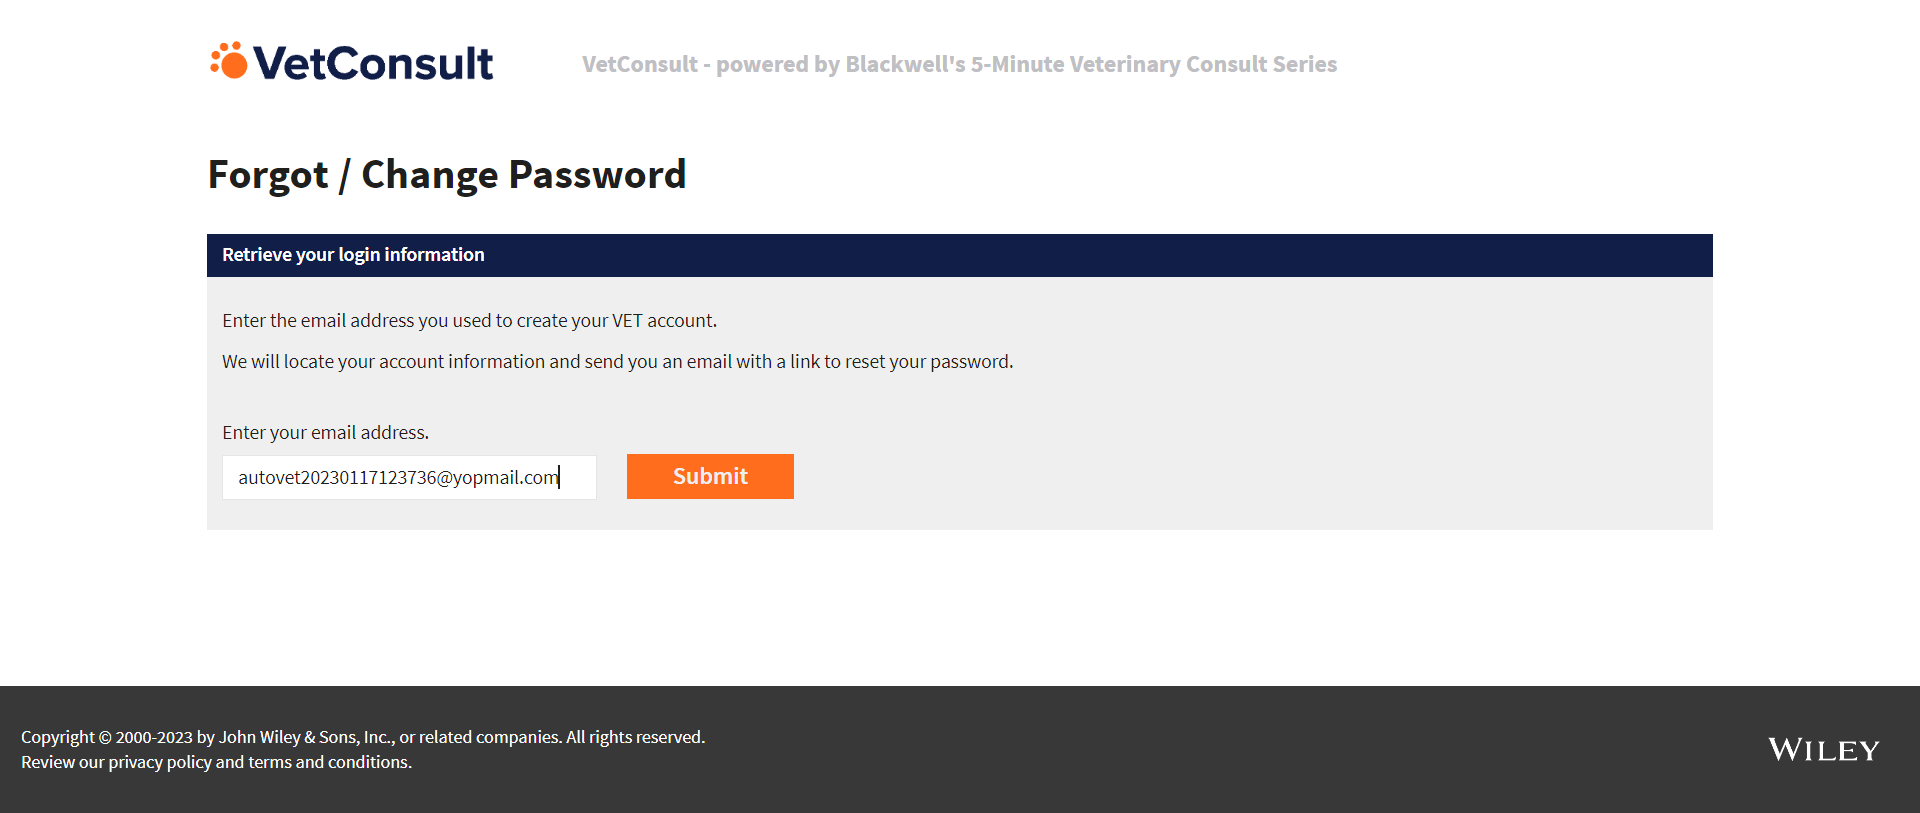 VetConsult
VetConsult - powered by Blackwell's 5-Minute Veterinary Consult Series
Forgot / Change Password
Retrieve your login information
Enter the email address you used to create your VET account.
We will locate your account information and send you an email with a link to reset your password.
Enter your email address.
autovet20230117123736@yopmail.com
Submit
Copyright © 2000-2023 by John Wiley & Sons, Inc., or related companies. All rights reserved.
Review our privacy policy and terms and conditions.
WILEY